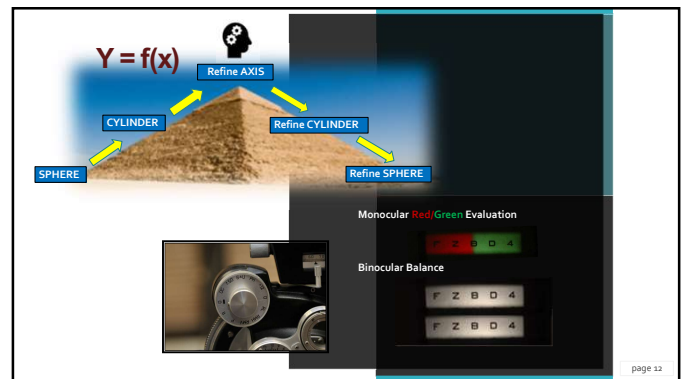 Y = f(x)
Refine AXIS
CYLINDER
Refine CYLINDER
SPHERE
Refine SPHERE
Monocular Red/Green Evaluation
F Z B D 4
Binocular Balance
F Z B D 4
F Z B D 4
page 12